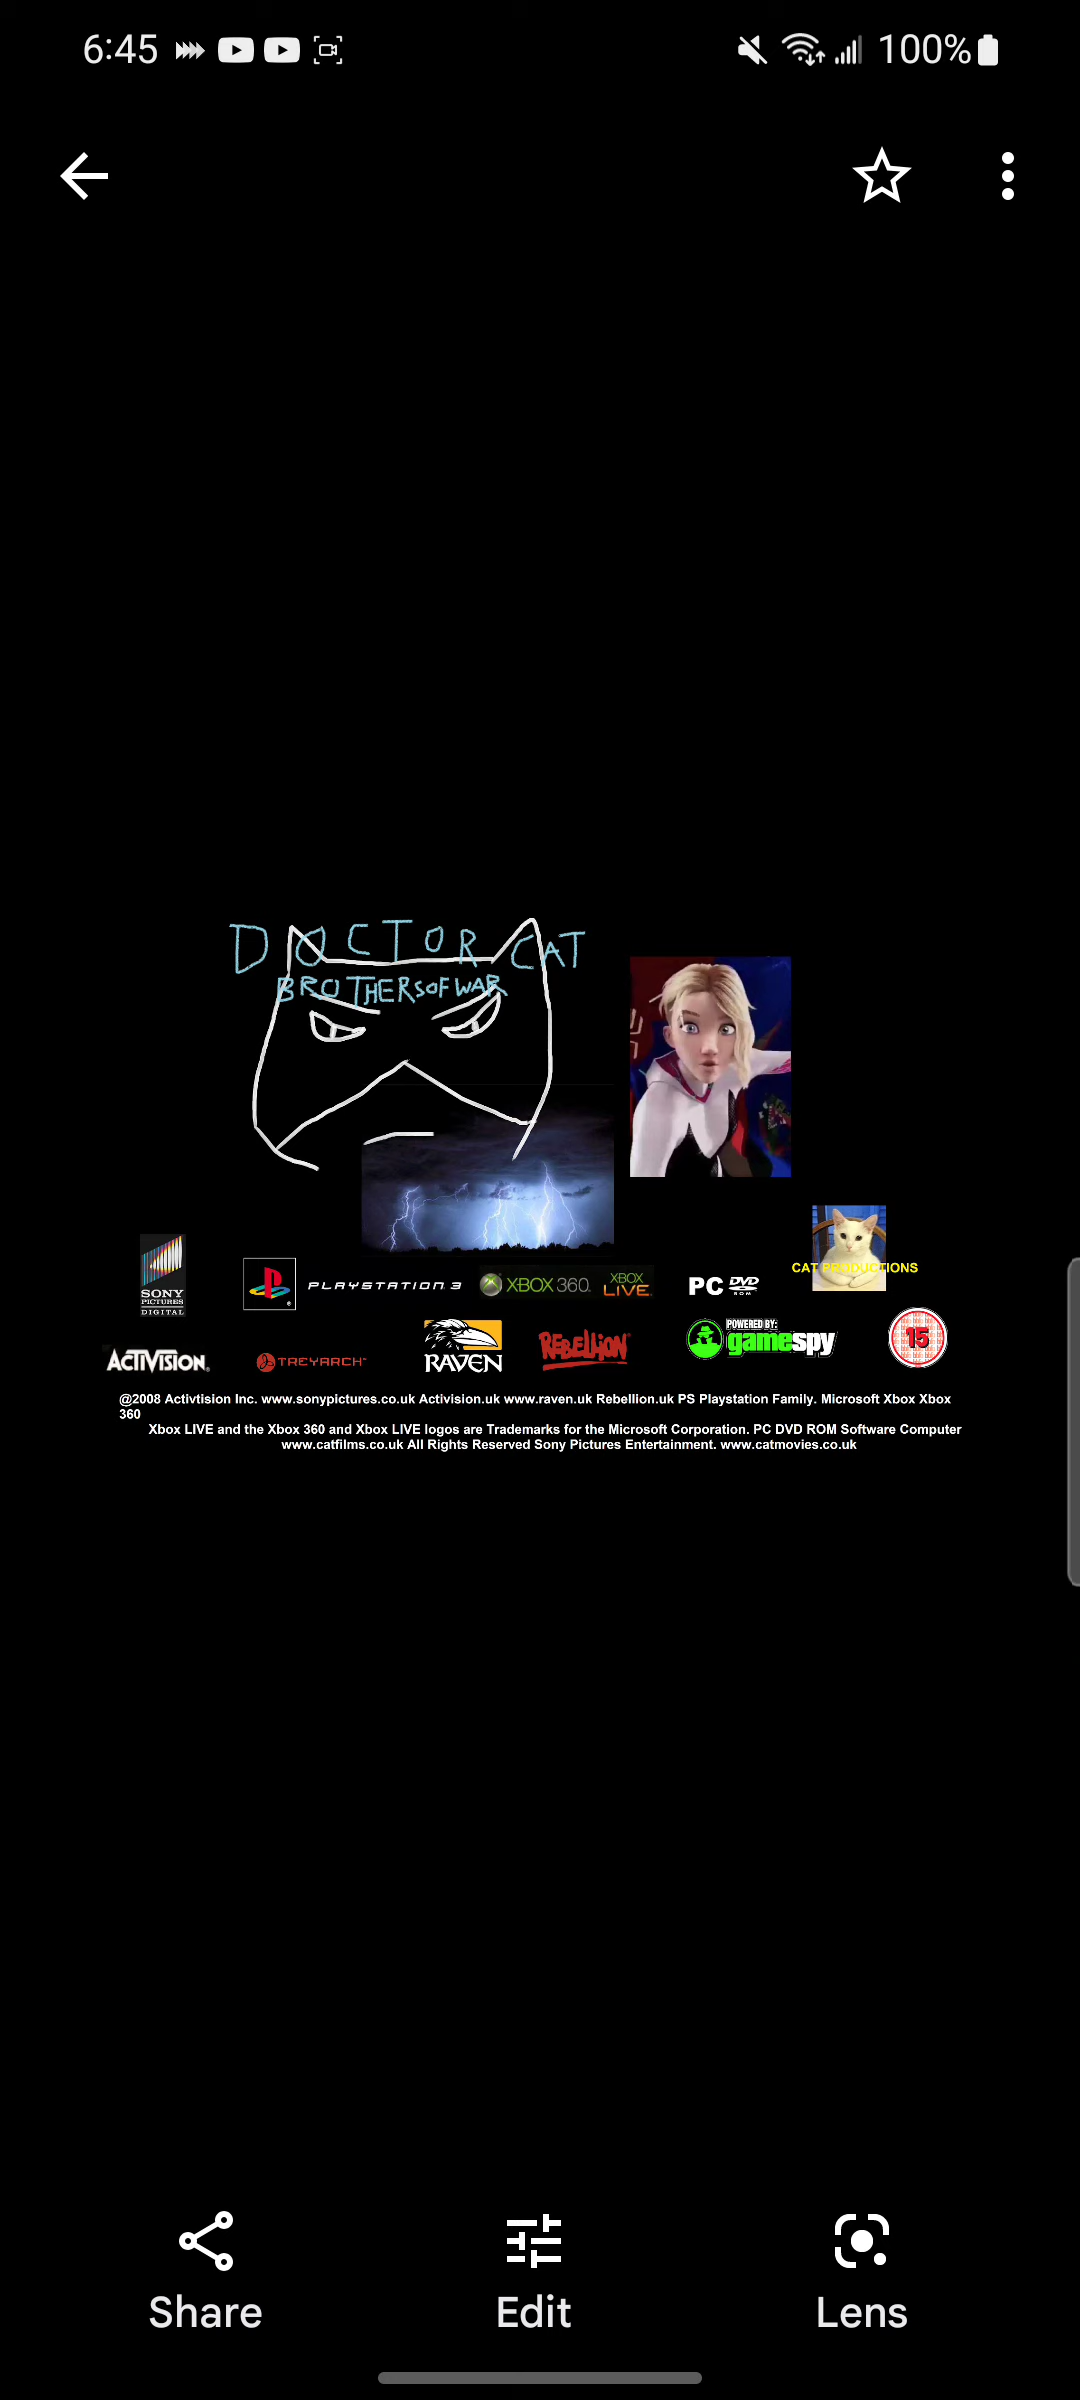 6:45
100%
DOCTOR CAT
BROTHERS OF WAR
CAT PRODUCTIONS
SONY
PICTURES
DIGITAL
PLAYSTATION 3
XBOX 360
XBOX
LIVE
PC DVD
ROM
ACTIVISION
TREYARCH
RAVEN
REBELLION
POWERED BY:
gamespy
15
@2008 Activtision Inc. www.sonypictures.co.uk Activision.uk www.raven.uk Rebellion.uk PS Playstation Family. Microsoft Xbox Xbox
360
Xbox LIVE and the Xbox 360 and Xbox LIVE logos are Trademarks for the Microsoft Corporation. PC DVD ROM Software Computer
www.catfilms.co.uk All Rights Reserved Sony Pictures Entertainment. www.catmovies.co.uk
Share
Edit
Lens